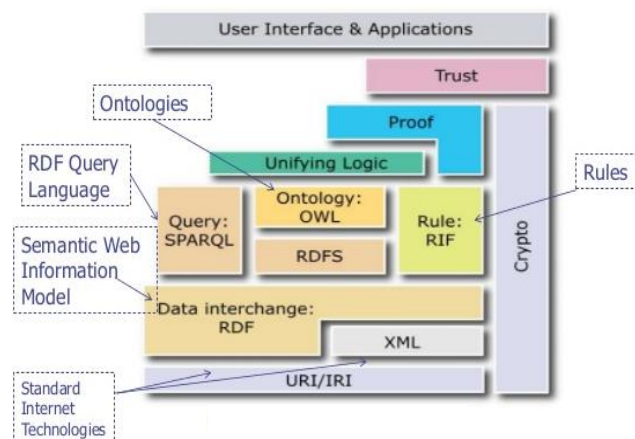 User Interface & Applications
Trust
Ontologies
Proof
Unifying Logic
RDF Query
Language
Rules
Query:
SPARQL
Ontology:
OWL
Rule:
RIF
RDFS
Crypto
Semantic Web
Information
Model
Data interchange:
RDF
XML
Standard
Internet
Technologies
URI/IRI